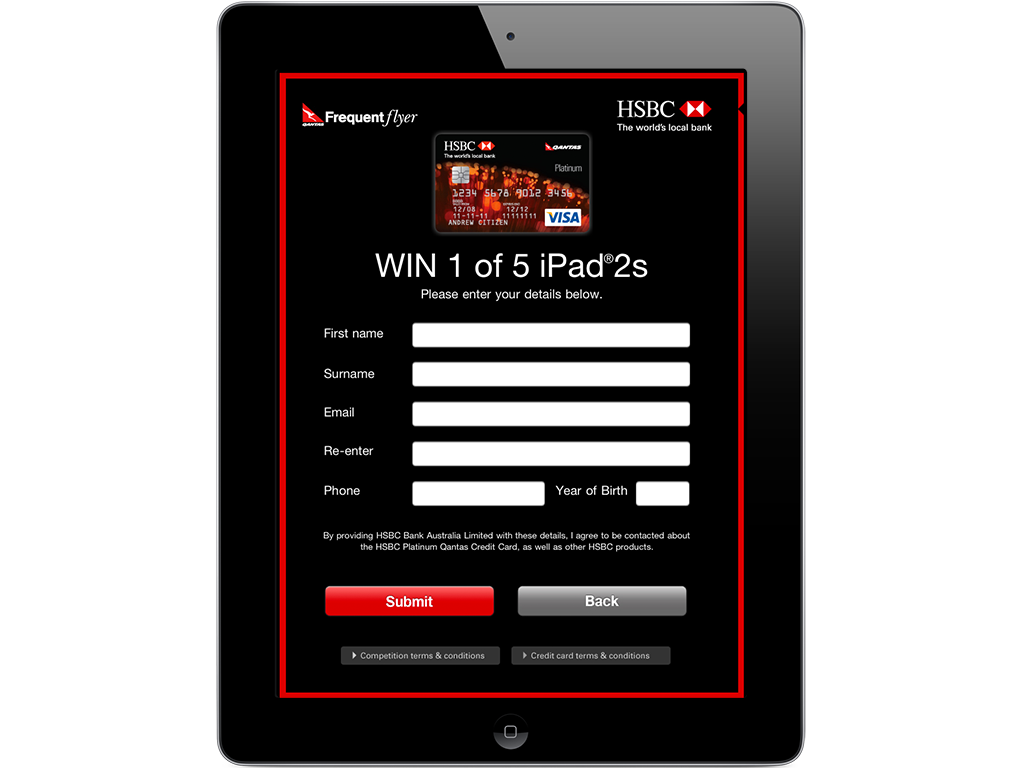 QANTAS Frequent flyer
HSBC
The world's local bank
HSBC
The world's local bank
QANTAS
Platinum
1234 5678 9012 3456
12/08 12/12
11-11-11 11111111
ANDREW CITIZEN
VISA
WIN 1 of 5 iPad®2s
Please enter your details below.
First name
Surname
Email
Re-enter
Phone
Year of Birth
By providing HSBC Bank Australia Limited with these details, I agree to be contacted about
the HSBC Platinum Qantas Credit Card, as well as other HSBC products.
Submit
Back
Competition terms & conditions
Credit card terms & conditions